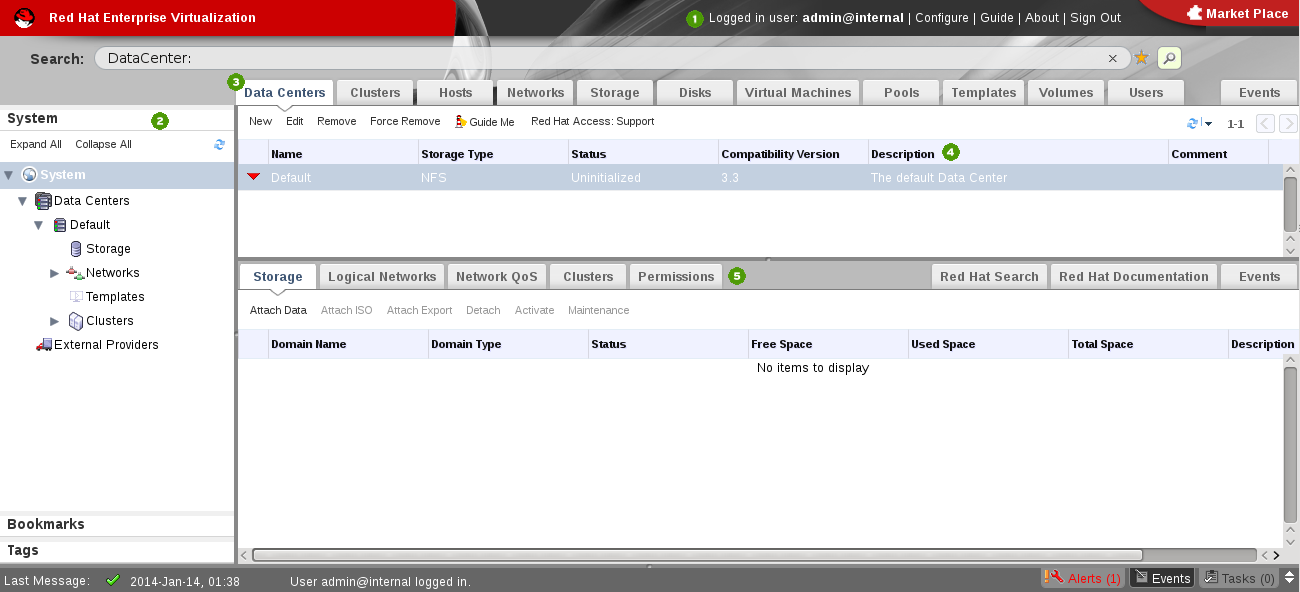 Red Hat Enterprise Virtualization
1 Logged in user: admin@internal | Configure | Guide | About | Sign Out
Market Place
Search: DataCenter:
3 Data Centers Clusters Hosts Networks Storage Disks Virtual Machines Pools Templates Volumes Users Events
System 2
Expand All Collapse All
System
Data Centers
Default
Storage
Networks
Templates
Clusters
External Providers
Bookmarks
Tags
New Edit Remove Force Remove Guide Me Red Hat Access: Support 1-1
Name Storage Type Status Compatibility Version Description 4 Comment
Default NFS Uninitialized 3.3 The default Data Center
Storage Logical Networks Network QoS Clusters Permissions 5 Red Hat Search Red Hat Documentation Events
Attach Data Attach ISO Attach Export Detach Activate Maintenance
Domain Name Domain Type Status Free Space Used Space Total Space Description
No items to display
Last Message: 2014-Jan-14, 01:38 User admin@internal logged in. Alerts (1) Events Tasks (0)